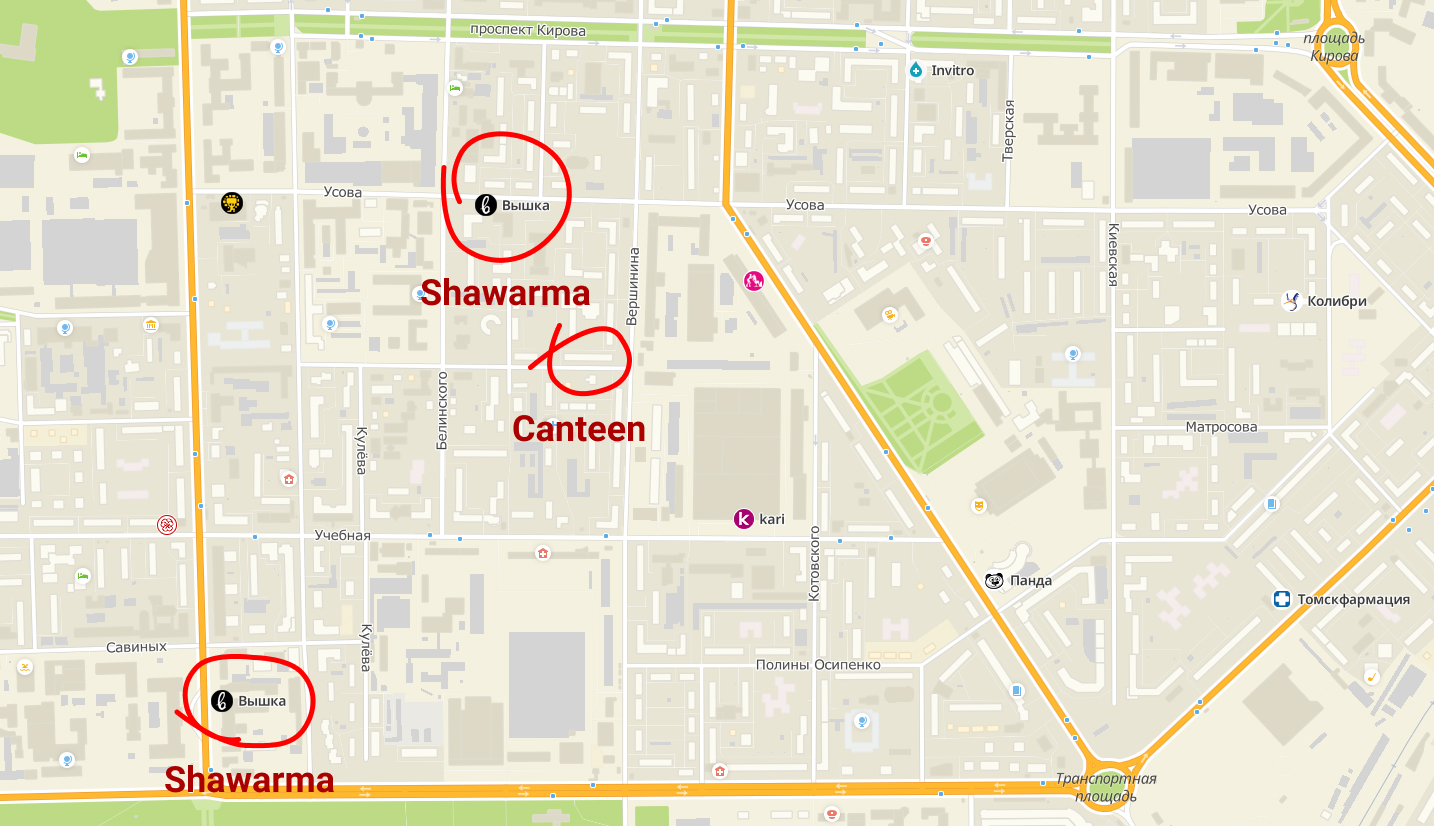 проспект Кирова
площадь
Кирова
Invitro
Тверская
Усова
Вышка
Усова
Усова
Киевская
Shawarma
Вершинина
Колибри
Белинского
Canteen
Матросова
Кулёва
kari
Учебная
Котовского
Панда
Томскфармация
Савиных
Кулёва
Полины Осипенко
Вышка
Shawarma
Транспортная
площадь